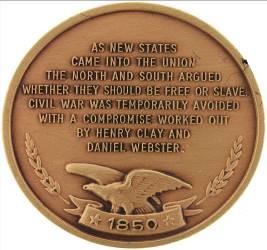 AS NEW STATES
CAME INTO THE UNION
THE NORTH AND SOUTH ARGUED
WHETHER THEY SHOULD BE FREE OR SLAVE.
CIVIL WAR WAS TEMPORARILY AVOIDED
WITH A COMPROMISE WORKED OUT
BY HENRY CLAY AND
DANIEL WEBSTER.
1850